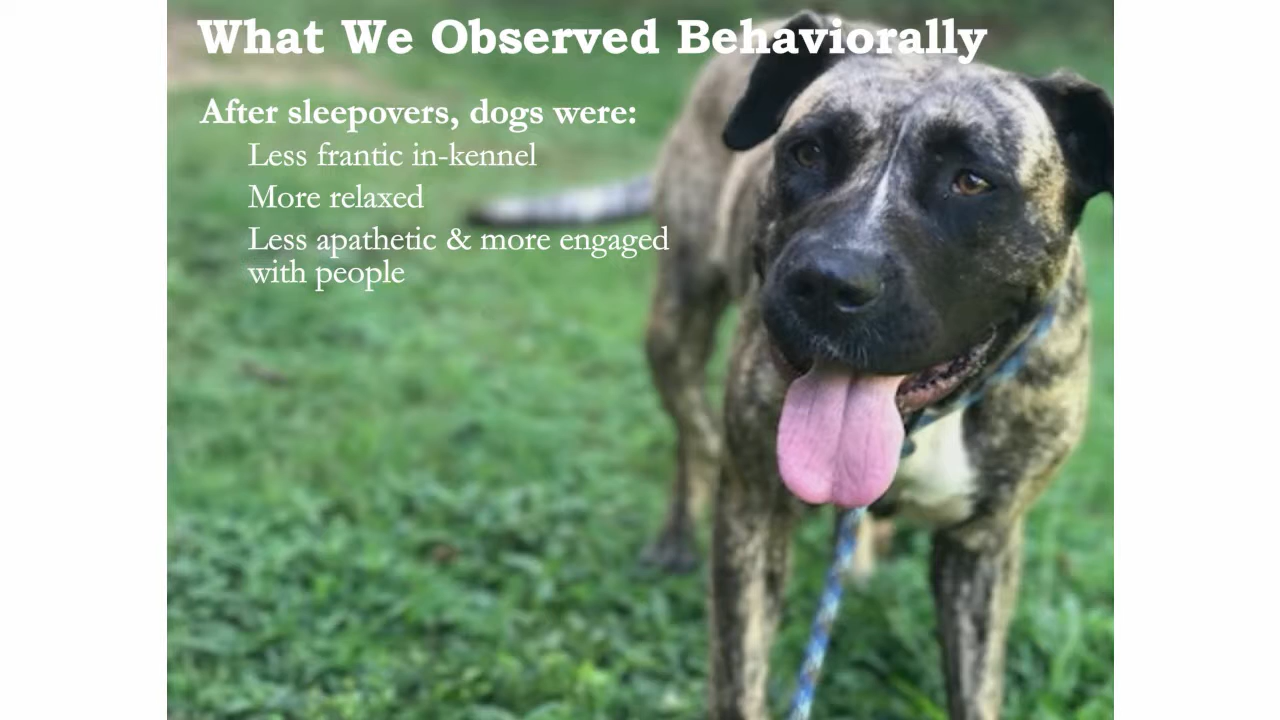 What We Observed Behaviorally
After sleepovers, dogs were:
Less frantic in-kennel
More relaxed
Less apathetic & more engaged
with people